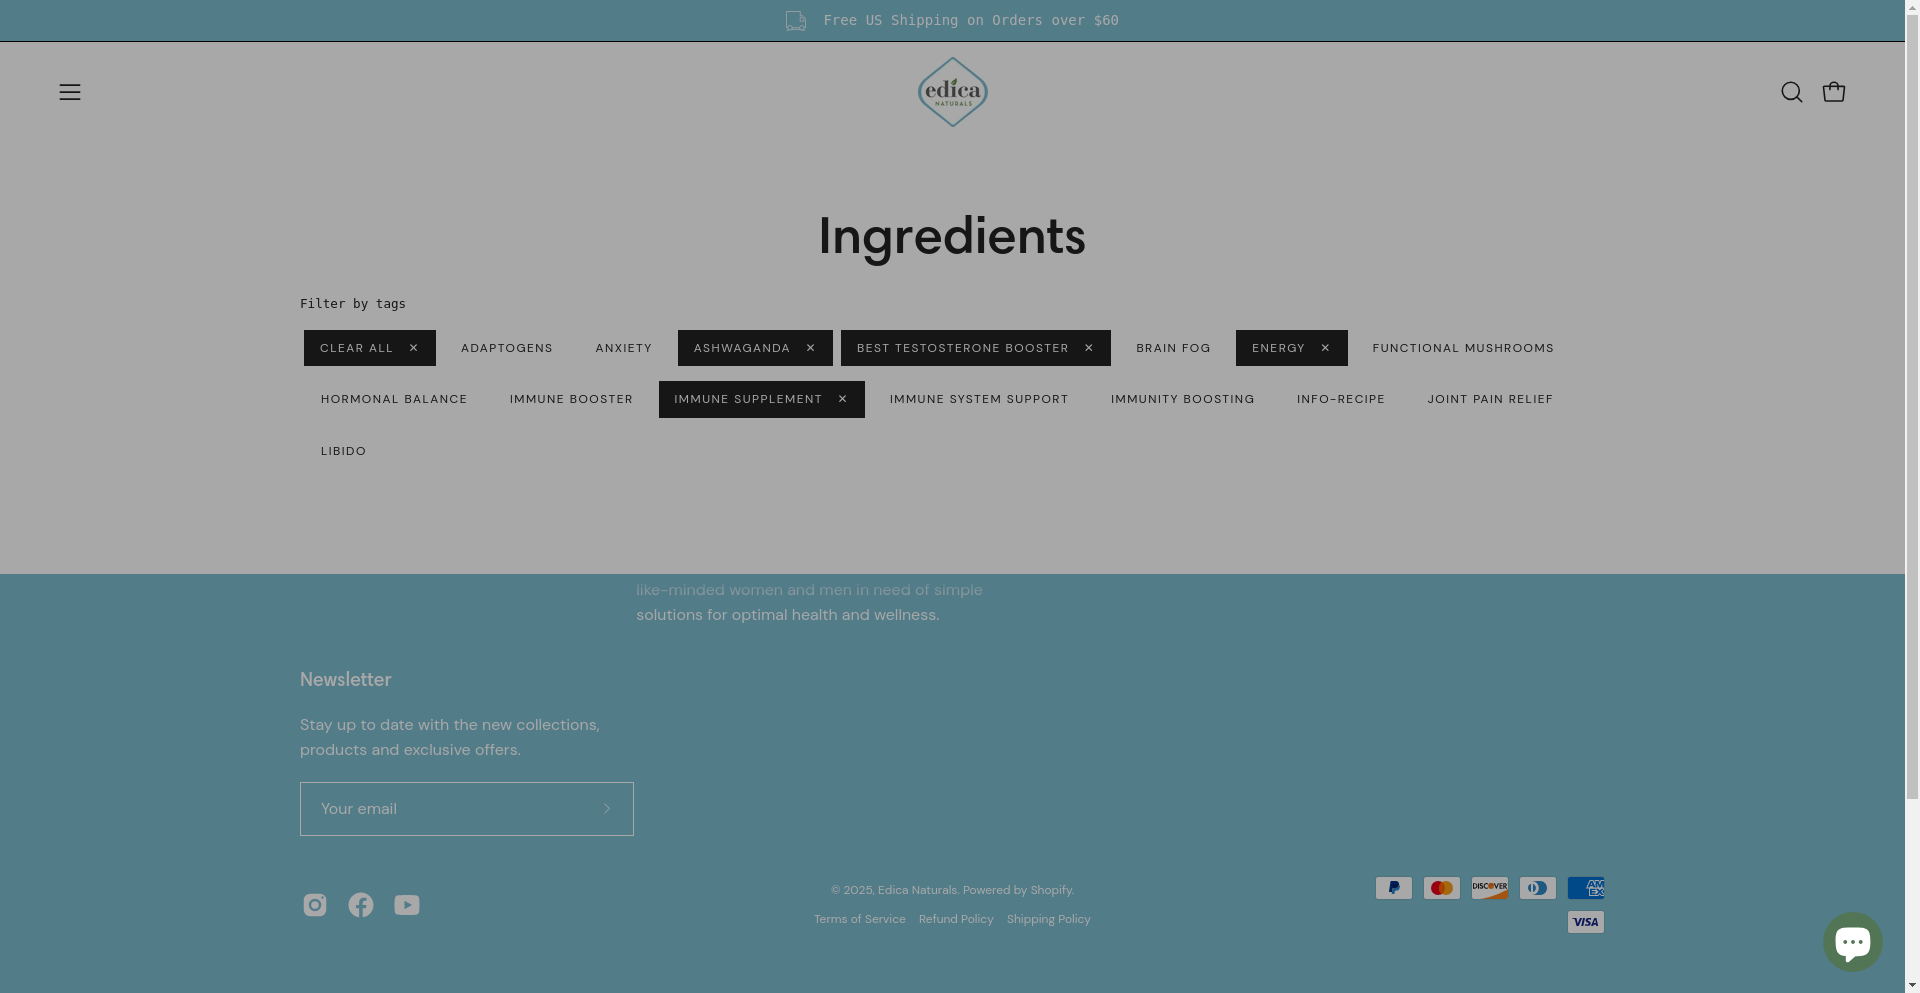 Free US Shipping on Orders over $60
edica
NATURALS
Ingredients
Filter by tags
CLEAR ALL ×
ADAPTOGENS
ANXIETY
ASHWAGANDA ×
BEST TESTOSTERONE BOOSTER ×
BRAIN FOG
ENERGY ×
FUNCTIONAL MUSHROOMS
HORMONAL BALANCE
IMMUNE BOOSTER
IMMUNE SUPPLEMENT ×
IMMUNE SYSTEM SUPPORT
IMMUNITY BOOSTING
INFO-RECIPE
JOINT PAIN RELIEF
LIBIDO
like-minded women and men in need of simple
solutions for optimal health and wellness.
Newsletter
Stay up to date with the new collections,
products and exclusive offers.
Your email
© 2025, Edica Naturals. Powered by Shopify.
Terms of Service
Refund Policy
Shipping Policy
DISCOVER
AM
EX
VISA